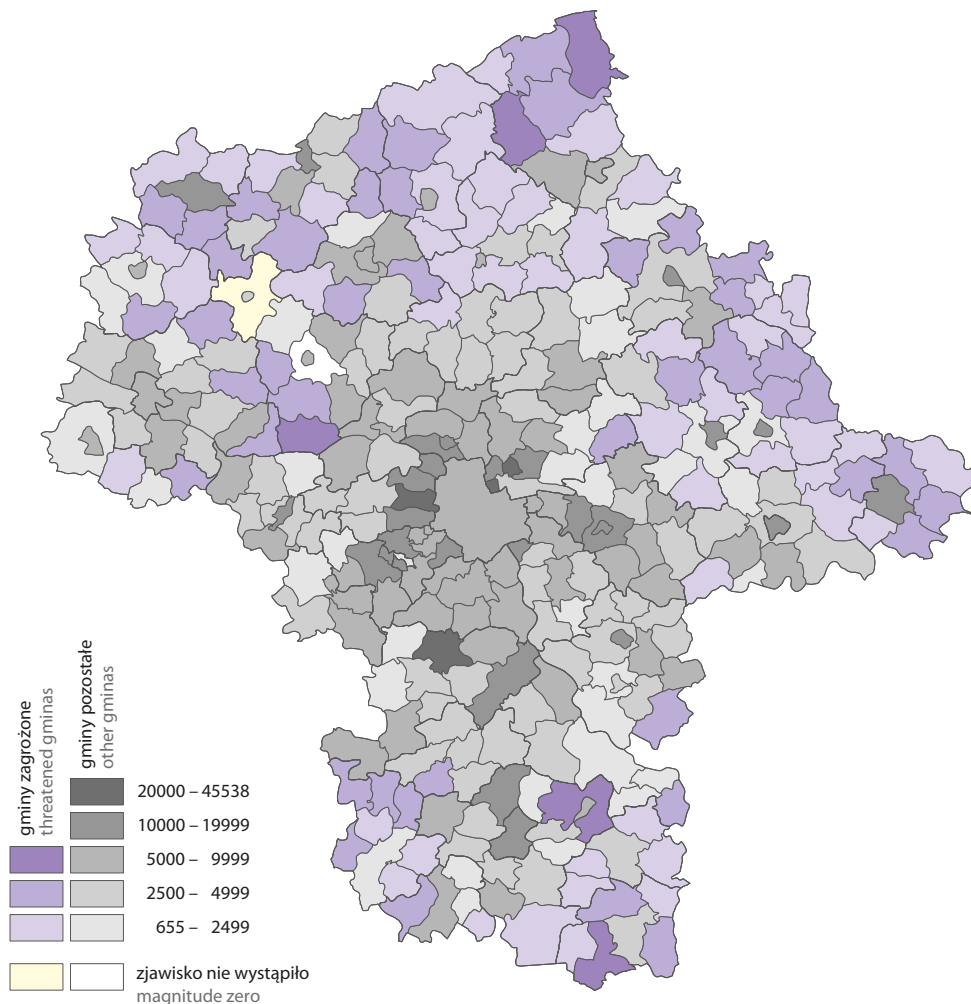 gminy zagrożone
threatened gminas
gminy pozostałe
other gminas
20000 – 45538
10000 – 19999
5000 – 9999
2500 – 4999
655 – 2499
zjawisko nie wystąpiło
magnitude zero